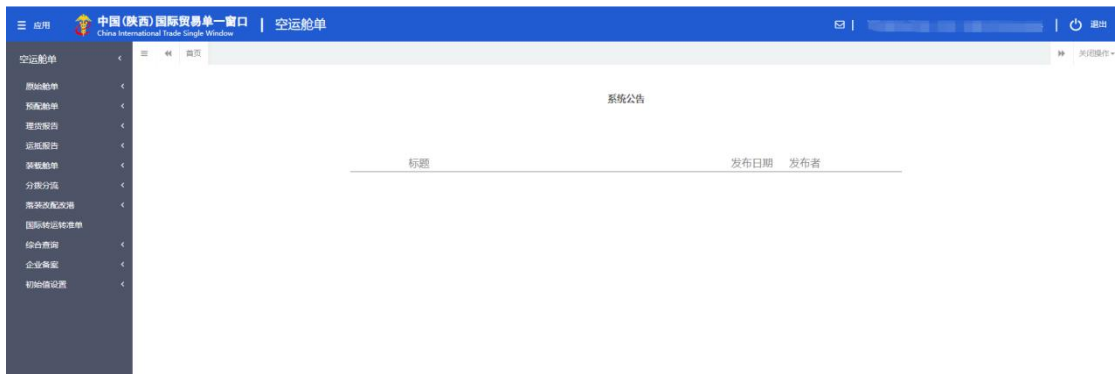 应用
中国(陕西)国际贸易单一窗口 | 空运舱单
China International Trade Single Window
退出
空运舱单
首页
关闭操作
原始舱单
预配舱单
理货报告
运抵报告
装载舱单
分拨分流
落装改配改港
国际转运转准单
综合查询
企业备案
初始值设置
系统公告
标题 发布日期 发布者